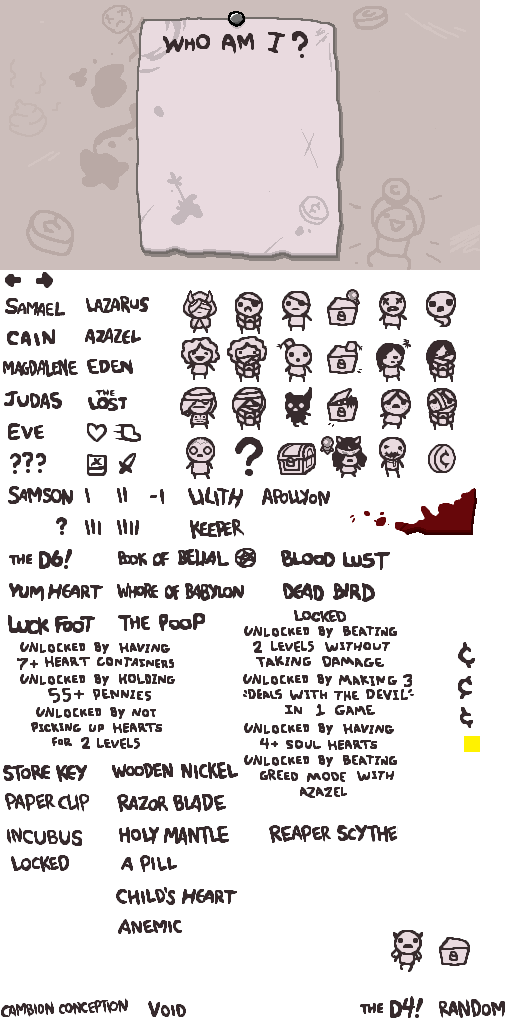 WHO AM I?
SAMAEL LAZARUS
CAIN AZAZEL
MAGDALENE EDEN
JUDAS THE LOST
EVE
???
?
SAMSON I II -I LILITH APOLLYON
? III IIII KEEPER
THE D6! BOOK OF BELIAL BLOOD LUST
YUM HEART WHORE OF BABYLON DEAD BIRD
LUCK FOOT THE POOP
LOCKED
UNLOCKED BY HAVING
7+ HEART CONTAINERS
UNLOCKED BY HOLDING
55+ PENNIES
UNLOCKED BY NOT
PICKING UP HEARTS
FOR 2 LEVELS
UNLOCKED BY BEATING
2 LEVELS WITHOUT
TAKING DAMAGE
UNLOCKED BY MAKING 3
"DEALS WITH THE DEVIL"
IN 1 GAME
UNLOCKED BY HAVING
4+ SOUL HEARTS
UNLOCKED BY BEATING
GREED MODE WITH
AZAZEL
¢
¢
¢
STORE KEY WOODEN NICKEL
PAPER CLIP RAZOR BLADE
INCUBUS HOLY MANTLE REAPER SCYTHE
LOCKED A PILL
CHILD'S HEART
ANEMIC
CAMBION CONCEPTION VOID THE D4! RANDOM